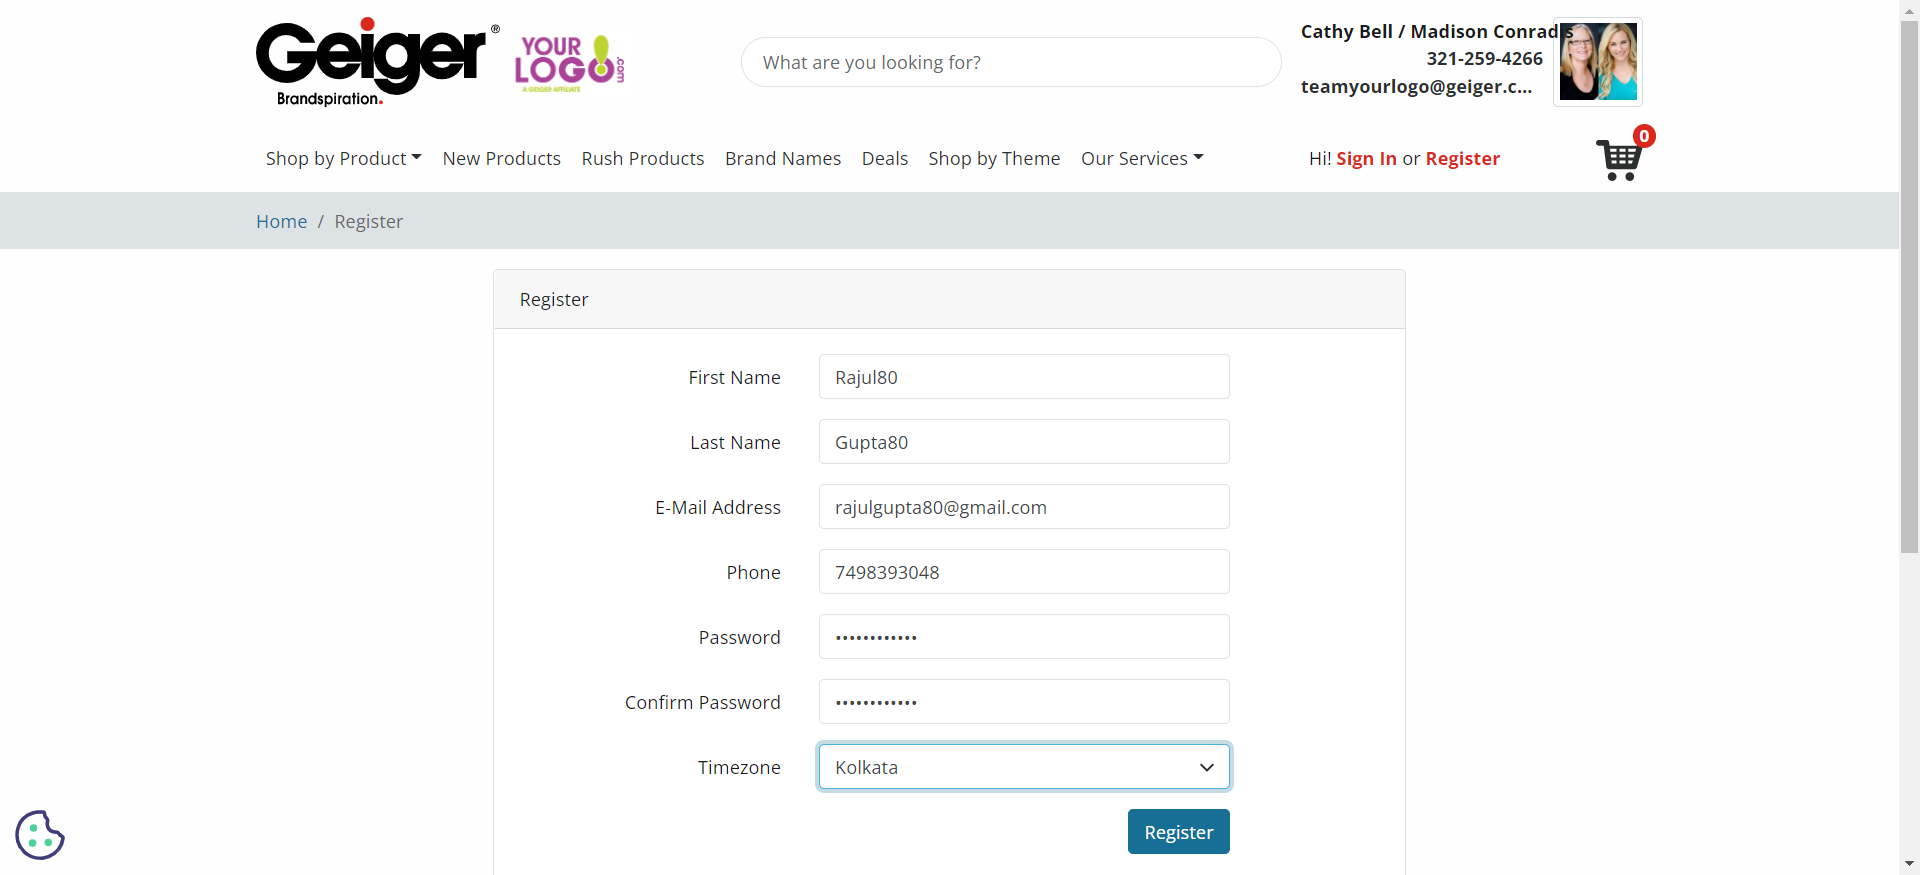 Geiger®
Brandspiration.
YOUR
LOGO!.com
A GEIGER AFFILIATE
What are you looking for?
Cathy Bell / Madison Conrad s
321-259-4266
teamyourlogo@geiger.c...
Shop by Product New Products Rush Products Brand Names Deals Shop by Theme Our Services
Hi! Sign In or Register
0
Home / Register
Register
First Name Rajul80
Last Name Gupta80
E-Mail Address rajulgupta80@gmail.com
Phone 7498393048
Password ••••••••••••
Confirm Password ••••••••••••
Timezone Kolkata
Register